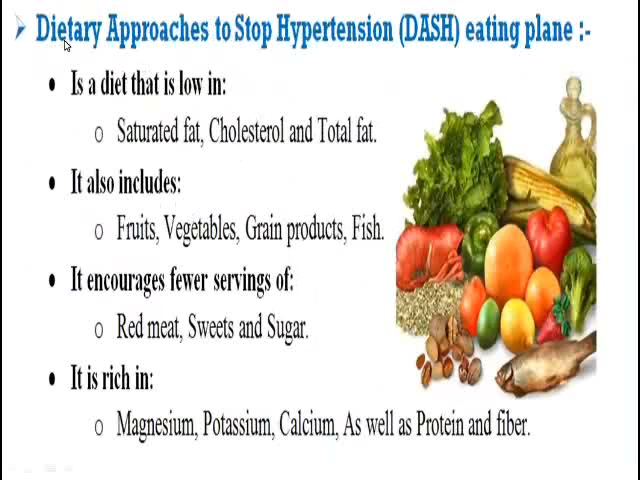 Dietary Approaches to Stop Hypertension (DASH) eating plane :-
Is a diet that is low in:
Saturated fat, Cholesterol and Total fat.
It also includes:
Fruits, Vegetables, Grain products, Fish.
It encourages fewer servings of:
Red meat, Sweets and Sugar.
It is rich in:
Magnesium, Potassium, Calcium, As well as Protein and fiber.